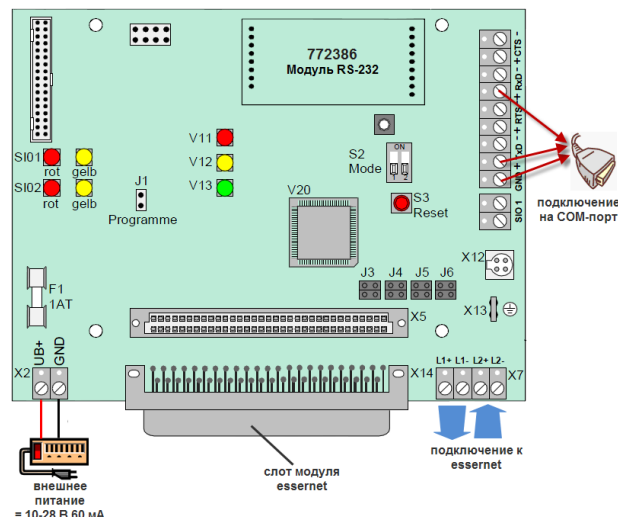 772386
Модуль RS-232
SI01
rot
gelb
SI02
rot
gelb
J1
Programme
V11
V12
V13
S2
Mode
ON
1 2
S3
Reset
V20
GND + TxD - + RTS + RxD - + CTS -
SIO 1
подключение
на COM-порт
X12
X13
J3 J4 J5 J6
F1
1AT
X5
UB+
GND
X2
X14
L1+ L1- L2+ L2-
X7
внешнее
питание
= 10-28 В 60 мА
слот модуля
essernet
подключение к
essernet